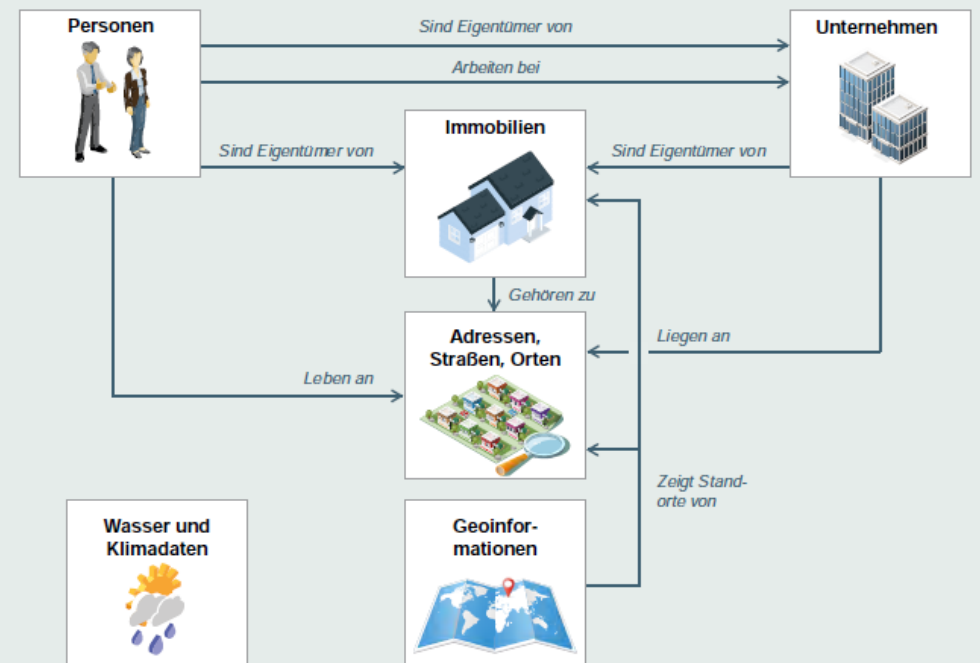 Personen
Sind Eigentümer von
Unternehmen
Arbeiten bei
Immobilien
Sind Eigentümer von
Sind Eigentümer von
Gehören zu
Adressen,
Straßen, Orten
Liegen an
Leben an
Zeigt Stand-
orte von
Wasser und
Klimadaten
Geoinfor-
mationen